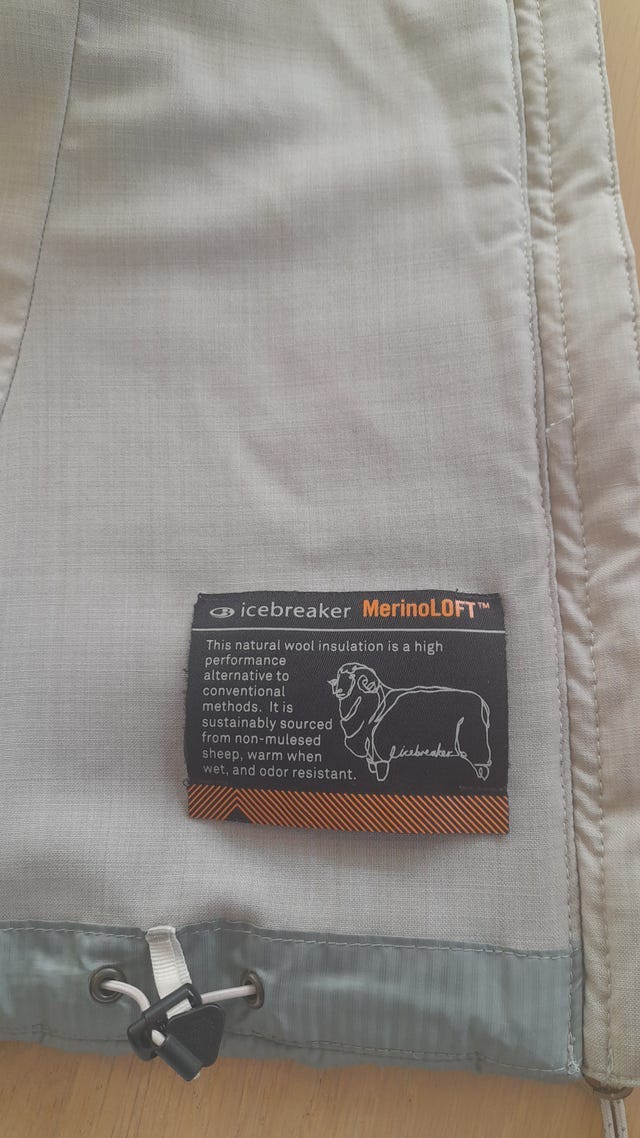 icebreaker MerinoLOFT™
This natural wool insulation is a high
performance
alternative to
conventional
methods. It is
sustainably sourced
from non-mulesed
sheep, warm when
wet, and odor resistant.
icebreaker